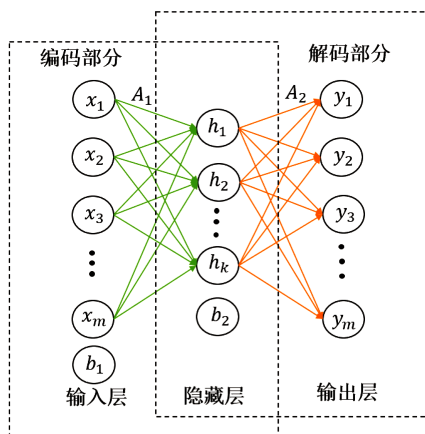 编码部分
解码部分
x₁
A₁
h₁
A₂
y₁
x₂
h₂
y₂
x₃
y₃
hₖ
xₘ
b₂
yₘ
b₁
输入层
隐藏层
输出层